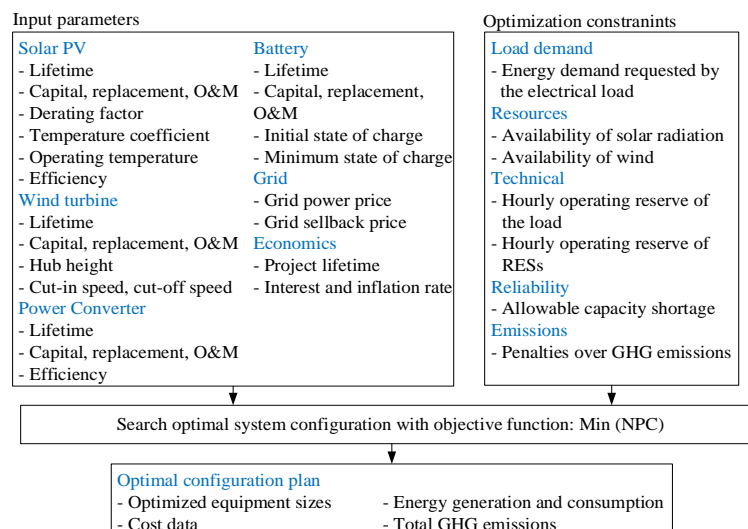 Input parameters
Solar PV
- Lifetime
- Capital, replacement, O&M
- Derating factor
- Temperature coefficient
- Operating temperature
- Efficiency
Wind turbine
- Lifetime
- Capital, replacement, O&M
- Hub height
- Cut-in speed, cut-off speed
Power Converter
- Lifetime
- Capital, replacement, O&M
- Efficiency
Battery
- Lifetime
- Capital, replacement,
O&M
- Initial state of charge
- Minimum state of charge
Grid
- Grid power price
- Grid sellback price
Economics
- Project lifetime
- Interest and inflation rate
Optimization constranints
Load demand
- Energy demand requested by
the electrical load
Resources
- Availability of solar radiation
- Availability of wind
Technical
- Hourly operating reserve of
the load
- Hourly operating reserve of
RESs
Reliability
- Allowable capacity shortage
Emissions
- Penalties over GHG emissions
Search optimal system configuration with objective function: Min (NPC)
Optimal configuration plan
- Optimized equipment sizes
- Cost data
- Energy generation and consumption
- Total GHG emissions